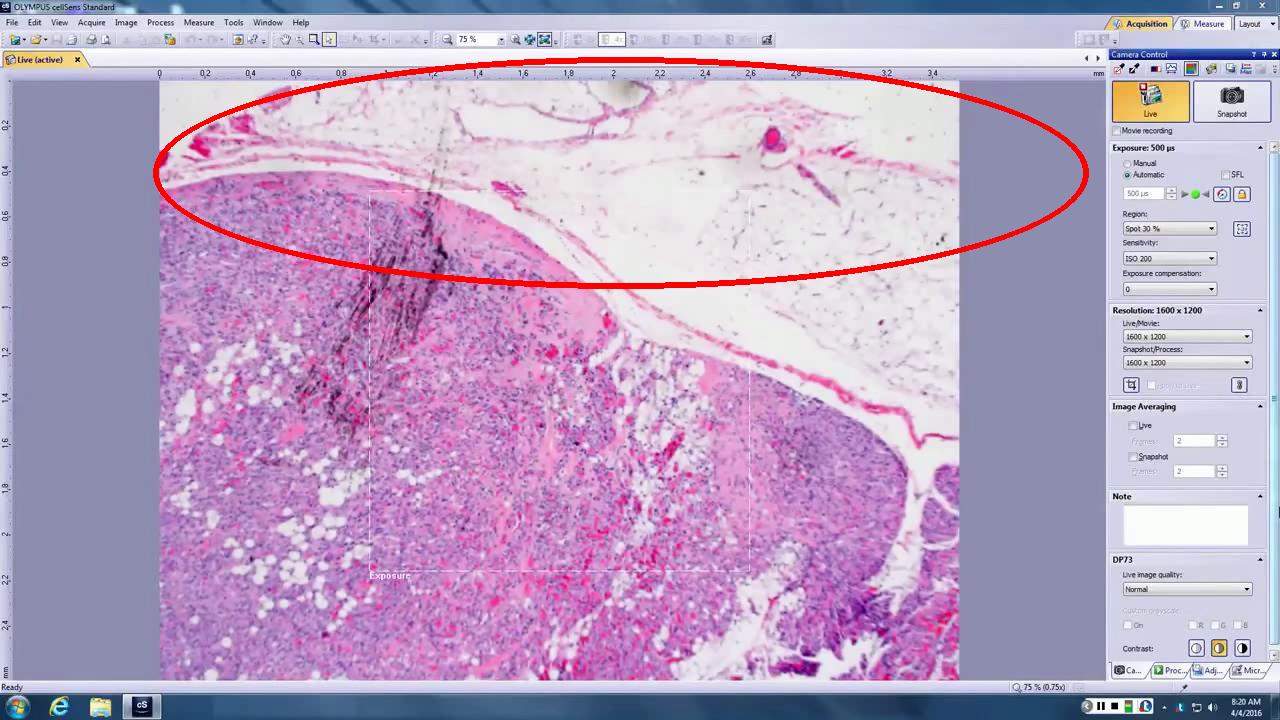 OLYMPUS cellSens Standard
File Edit View Acquire Image Process Measure Tools Window Help
Acquisition Measure Layout
75 %
Live (active)
Camera Control
0 0,2 0,4 0,6 0,8 1 1,2 1,4 1,6 1,8 2 2,2 2,4 2,6 2,8 3 3,2 3,4 mm
0,2
0,4
0,6
0,8
1
1,2
1,4
1,6
1,8
2
2,2
2,4
Exposure
Live Snapshot
Movie recording
Exposure: 500 µs
Manual
Automatic SFL
500 µs
Region:
Spot 30 %
Sensitivity:
ISO 200
Exposure compensation:
0
Resolution: 1600 x 1200
Live/Movie:
1600 x 1200
Snapshot/Process:
1600 x 1200
Image Averaging
Live
Frames: 2
Snapshot
Frames: 2
Note
DP73
Live image quality:
Normal
Custom grayscale:
On R G B
Contrast:
Ca... Proc... Adj... Micr...
Ready
75 % (0.75x)
cS
8:20 AM
4/4/2016